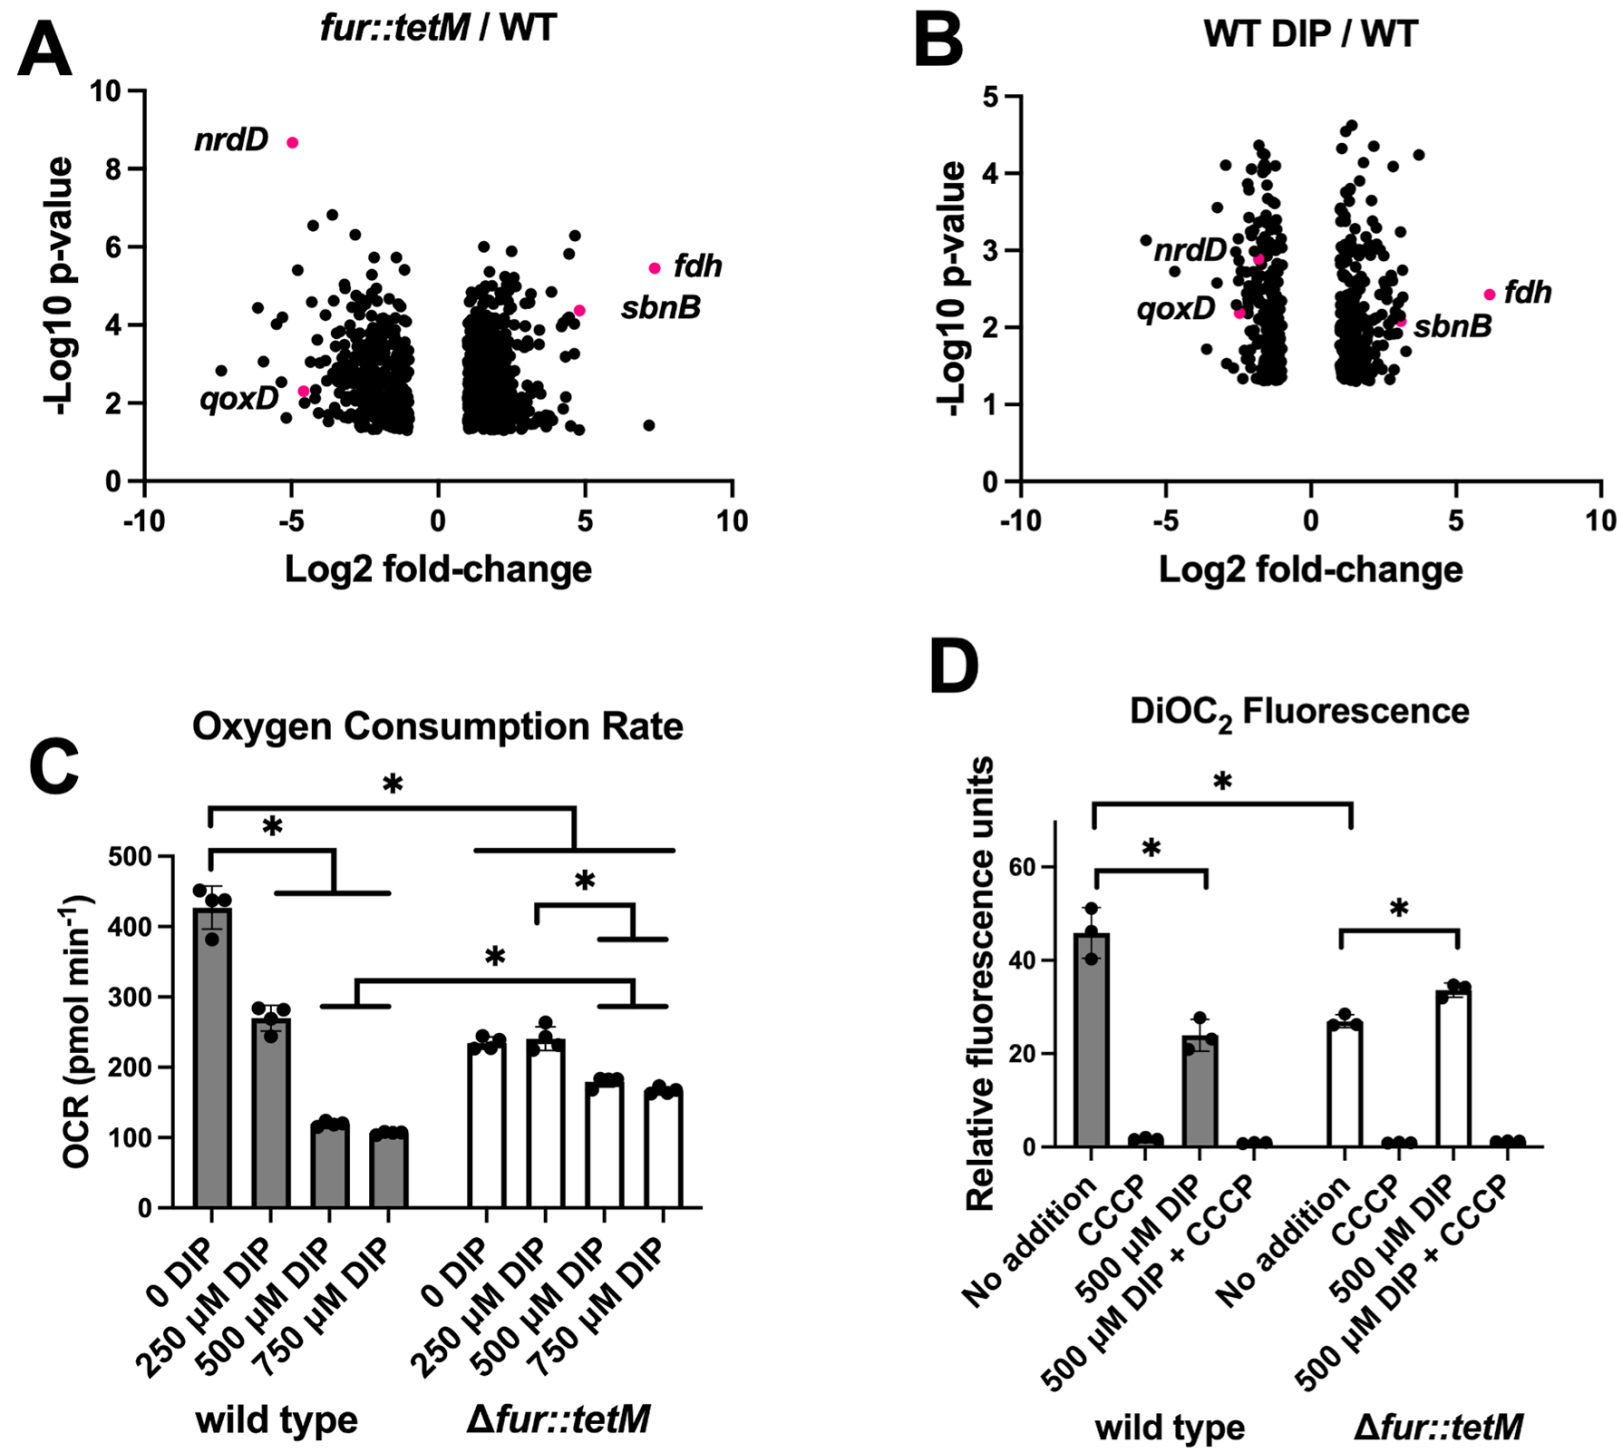 A
fur::tetM / WT
-Log10 p-value
10
8
6
4
2
0
nrdD
fdh
sbnB
qoxD
-10 -5 0 5 10
Log2 fold-change
B
WT DIP / WT
-Log10 p-value
5
4
3
2
1
0
nrdD
qoxD
fdh
sbnB
-10 -5 0 5 10
Log2 fold-change
C
Oxygen Consumption Rate
OCR (pmol min⁻¹)
500
400
300
200
100
0
*
*
*
*
0 DIP
250 µM DIP
500 µM DIP
750 µM DIP
0 DIP
250 µM DIP
500 µM DIP
750 µM DIP
wild type
Δfur::tetM
D
DiOC₂ Fluorescence
Relative fluorescence units
60
40
20
0
*
*
*
No addition
CCCP
500 µM DIP
500 µM DIP + CCCP
No addition
CCCP
500 µM DIP
500 µM DIP + CCCP
wild type
Δfur::tetM